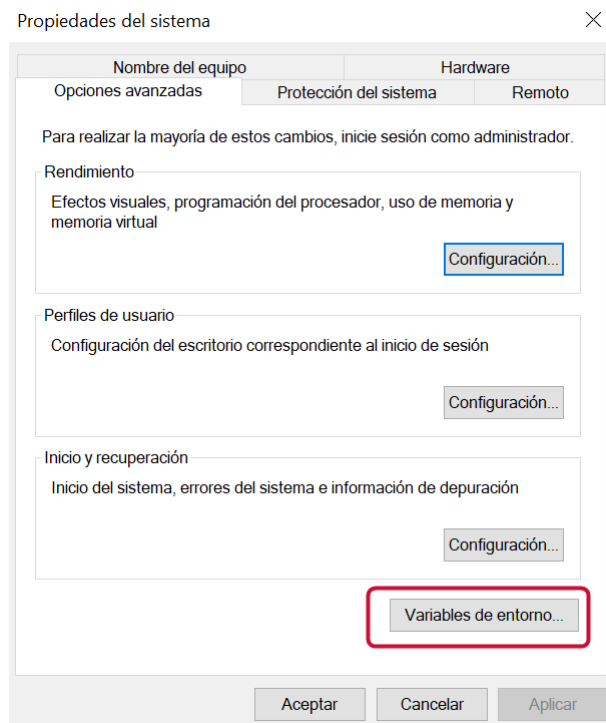 Propiedades del sistema
Nombre del equipo
Hardware
Opciones avanzadas
Protección del sistema
Remoto
Para realizar la mayoría de estos cambios, inicie sesión como administrador.
Rendimiento
Efectos visuales, programación del procesador, uso de memoria y
memoria virtual
Configuración...
Perfiles de usuario
Configuración del escritorio correspondiente al inicio de sesión
Configuración...
Inicio y recuperación
Inicio del sistema, errores del sistema e información de depuración
Configuración...
Variables de entorno...
Aceptar
Cancelar
Aplicar